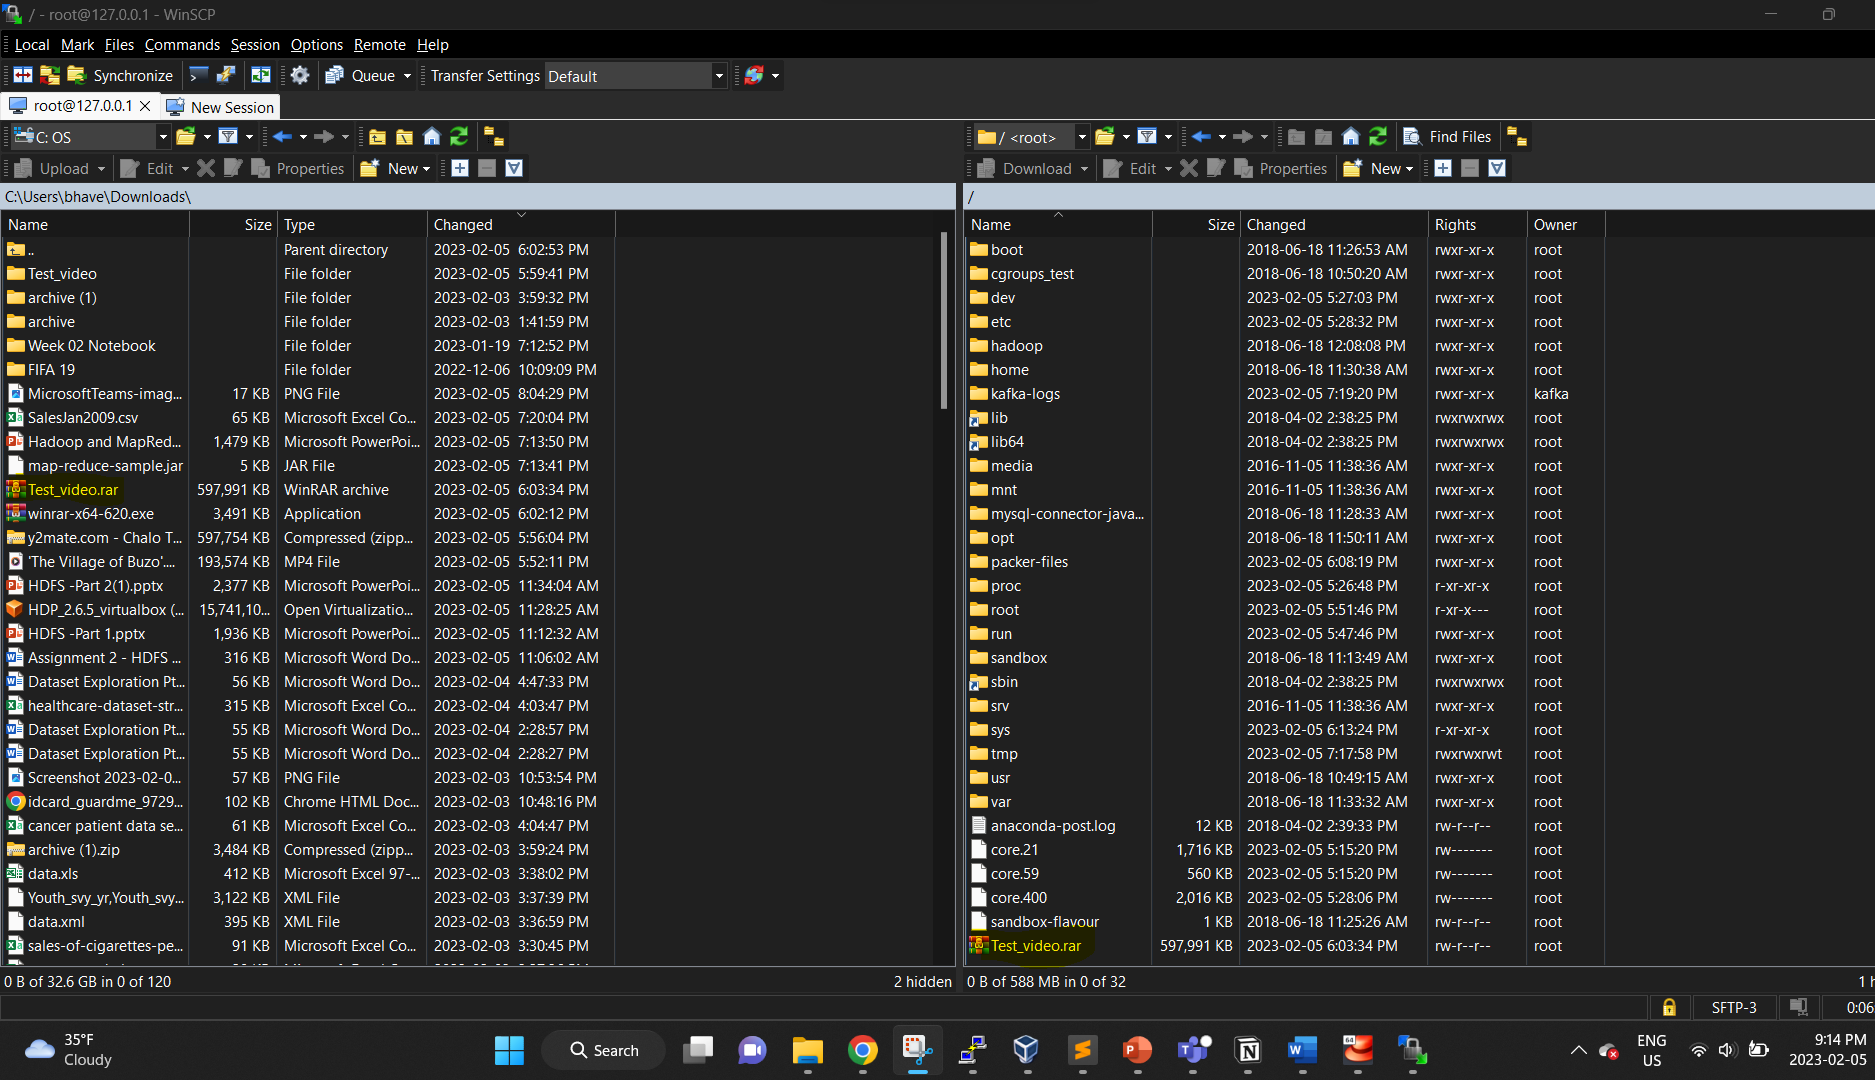 / - root@127.0.0.1 - WinSCP
Local Mark Files Commands Session Options Remote Help
Synchronize Queue Transfer Settings Default
root@127.0.0.1 New Session
C: OS
/ <root> Find Files
Upload Edit Properties New
Download Edit Properties New
C:\Users\bhave\Downloads\
/
Name Size Type Changed
.. Parent directory 2023-02-05 6:02:53 PM
Test_video File folder 2023-02-05 5:59:41 PM
archive (1) File folder 2023-02-03 3:59:32 PM
archive File folder 2023-02-03 1:41:59 PM
Week 02 Notebook File folder 2023-01-19 7:12:52 PM
FIFA 19 File folder 2022-12-06 10:09:09 PM
MicrosoftTeams-imag... 17 KB PNG File 2023-02-05 8:04:29 PM
SalesJan2009.csv 65 KB Microsoft Excel Co... 2023-02-05 7:20:04 PM
Hadoop and MapRed... 1,479 KB Microsoft PowerPoi... 2023-02-05 7:13:50 PM
map-reduce-sample.jar 5 KB JAR File 2023-02-05 7:13:41 PM
Test_video.rar 597,991 KB WinRAR archive 2023-02-05 6:03:34 PM
winrar-x64-620.exe 3,491 KB Application 2023-02-05 6:02:12 PM
y2mate.com - Chalo T... 597,754 KB Compressed (zipp... 2023-02-05 5:56:04 PM
'The Village of Buzo'.... 193,574 KB MP4 File 2023-02-05 5:52:11 PM
HDFS -Part 2(1).pptx 2,377 KB Microsoft PowerPoi... 2023-02-05 11:34:04 AM
HDP_2.6.5_virtualbox (... 15,741,10... Open Virtualizatio... 2023-02-05 11:28:25 AM
HDFS -Part 1.pptx 1,936 KB Microsoft PowerPoi... 2023-02-05 11:12:32 AM
Assignment 2 - HDFS ... 316 KB Microsoft Word Do... 2023-02-05 11:06:02 AM
Dataset Exploration Pt... 56 KB Microsoft Word Do... 2023-02-04 4:47:33 PM
healthcare-dataset-str... 315 KB Microsoft Excel Co... 2023-02-04 4:03:47 PM
Dataset Exploration Pt... 55 KB Microsoft Word Do... 2023-02-04 2:28:57 PM
Dataset Exploration Pt... 55 KB Microsoft Word Do... 2023-02-04 2:28:27 PM
Screenshot 2023-02-0... 57 KB PNG File 2023-02-03 10:53:54 PM
idcard_guardme_9729... 102 KB Chrome HTML Doc... 2023-02-03 10:48:16 PM
cancer patient data se... 61 KB Microsoft Excel Co... 2023-02-03 4:04:47 PM
archive (1).zip 3,484 KB Compressed (zipp... 2023-02-03 3:59:24 PM
data.xls 412 KB Microsoft Excel 97-... 2023-02-03 3:38:02 PM
Youth_svy_yr,Youth_svy... 3,122 KB XML File 2023-02-03 3:37:39 PM
data.xml 395 KB XML File 2023-02-03 3:36:59 PM
sales-of-cigarettes-pe... 91 KB Microsoft Excel Co... 2023-02-03 3:30:45 PM
0 B of 32.6 GB in 0 of 120 2 hidden
Name Size Changed Rights Owner
boot 2018-06-18 11:26:53 AM rwxr-xr-x root
cgroups_test 2018-06-18 10:50:20 AM rwxr-xr-x root
dev 2023-02-05 5:27:03 PM rwxr-xr-x root
etc 2023-02-05 5:28:32 PM rwxr-xr-x root
hadoop 2018-06-18 12:08:08 PM rwxr-xr-x root
home 2018-06-18 11:30:38 AM rwxr-xr-x root
kafka-logs 2023-02-05 7:19:20 PM rwxr-xr-x kafka
lib 2018-04-02 2:38:25 PM rwxrwxrwx root
lib64 2018-04-02 2:38:25 PM rwxrwxrwx root
media 2016-11-05 11:38:36 AM rwxr-xr-x root
mnt 2016-11-05 11:38:36 AM rwxr-xr-x root
mysql-connector-java... 2018-06-18 11:28:33 AM rwxr-xr-x root
opt 2018-06-18 11:50:11 AM rwxr-xr-x root
packer-files 2023-02-05 6:08:19 PM rwxr-xr-x root
proc 2023-02-05 5:26:48 PM r-xr-xr-x root
root 2023-02-05 5:51:46 PM r-xr-x--- root
run 2023-02-05 5:47:46 PM rwxr-xr-x root
sandbox 2018-06-18 11:13:49 AM rwxr-xr-x root
sbin 2018-04-02 2:38:25 PM rwxrwxrwx root
srv 2016-11-05 11:38:36 AM rwxr-xr-x root
sys 2023-02-05 6:13:24 PM r-xr-xr-x root
tmp 2023-02-05 7:17:58 PM rwxrwxrwt root
usr 2018-06-18 10:49:15 AM rwxr-xr-x root
var 2018-06-18 11:33:32 AM rwxr-xr-x root
anaconda-post.log 12 KB 2018-04-02 2:39:33 PM rw-r--r-- root
core.21 1,716 KB 2023-02-05 5:15:20 PM rw------- root
core.59 560 KB 2023-02-05 5:15:20 PM rw------- root
core.400 2,016 KB 2023-02-05 5:28:06 PM rw------- root
sandbox-flavour 1 KB 2018-06-18 11:25:26 AM rw-r--r-- root
Test_video.rar 597,991 KB 2023-02-05 6:03:34 PM rw-r--r-- root
0 B of 588 MB in 0 of 32 1 h
SFTP-3 0:06
35°F
Cloudy
Search
64
ENG
US
9:14 PM
2023-02-05